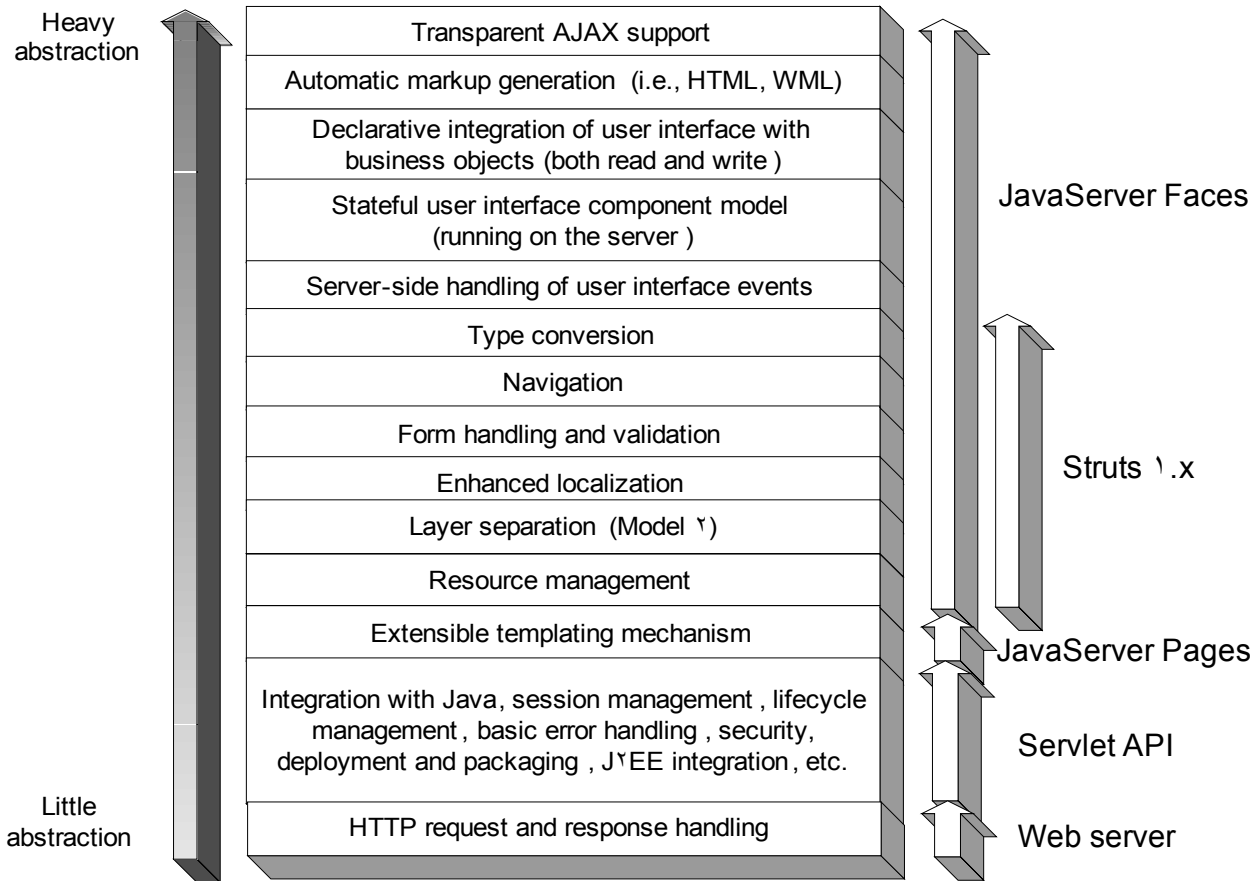 Heavy
abstraction
Transparent AJAX support
Automatic markup generation (i.e., HTML, WML)
Declarative integration of user interface with
business objects (both read and write )
Stateful user interface component model
(running on the server )
Server-side handling of user interface events
Type conversion
Navigation
Form handling and validation
Enhanced localization
Layer separation (Model ٢)
Resource management
Extensible templating mechanism
Integration with Java, session management , lifecycle
management , basic error handling , security,
deployment and packaging , J٢EE integration , etc.
HTTP request and response handling
Little
abstraction
JavaServer Faces
Struts ١.x
JavaServer Pages
Servlet API
Web server